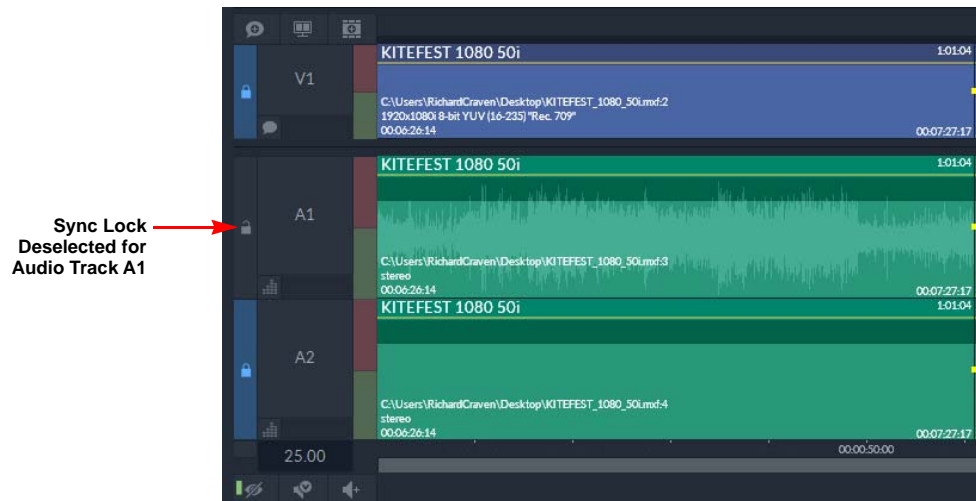 KITEFEST 1080 50i 1:01:04
V1
C:\Users\RichardCraven\Desktop\KITEFEST_1080_50i.mxf:2
1920x1080i 8-bit YUV (16-235) "Rec. 709"
00:06:26:14 00:07:27:17
KITEFEST 1080 50i 1:01:04
A1
Sync Lock
Deselected for
Audio Track A1
C:\Users\RichardCraven\Desktop\KITEFEST_1080_50i.mxf:3
stereo
00:06:26:14 00:07:27:17
KITEFEST 1080 50i 1:01:04
A2
C:\Users\RichardCraven\Desktop\KITEFEST_1080_50i.mxf:4
stereo
00:06:26:14 00:07:27:17
25.00 00:00:50:00